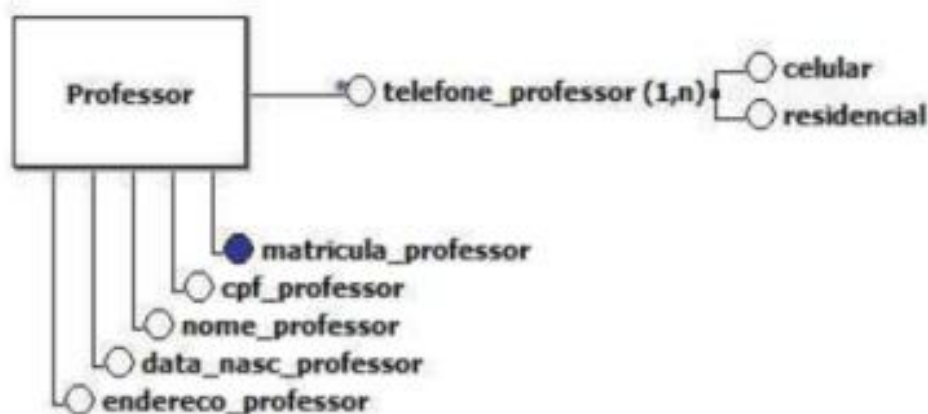 celular
Professor
*telefone_professor (1,n)
residencial
matricula_professor
cpf_professor
nome_professor
data_nasc_professor
endereco_professor